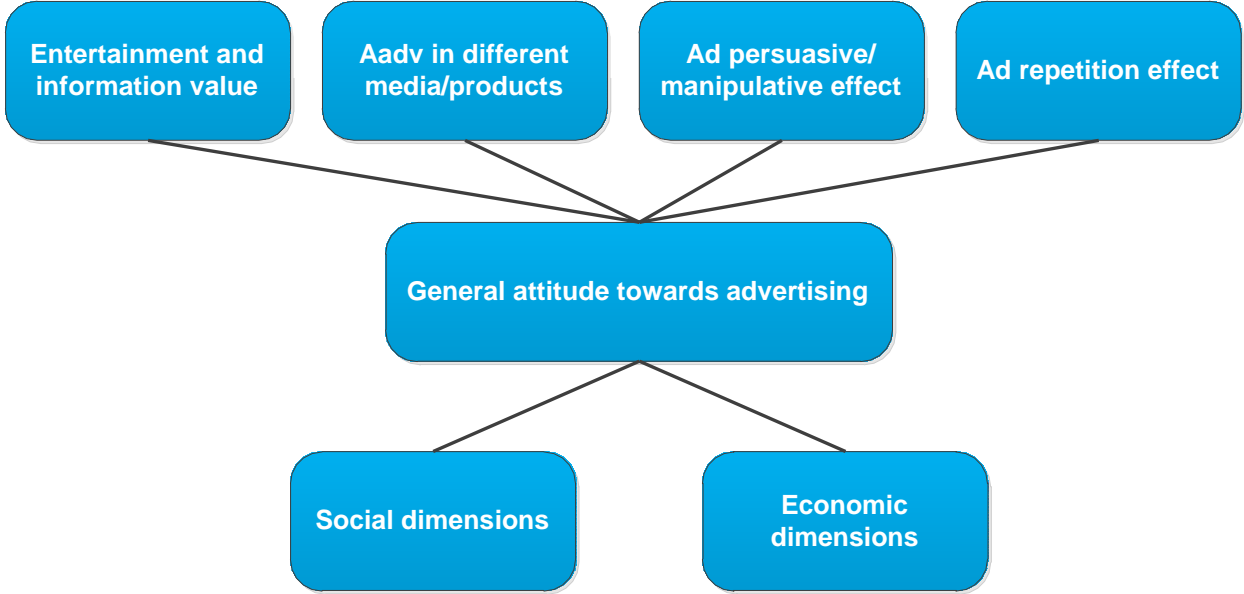 Entertainment and
information value
Aadv in different
media/products
Ad persuasive/
manipulative effect
Ad repetition effect
General attitude towards advertising
Social dimensions
Economic
dimensions